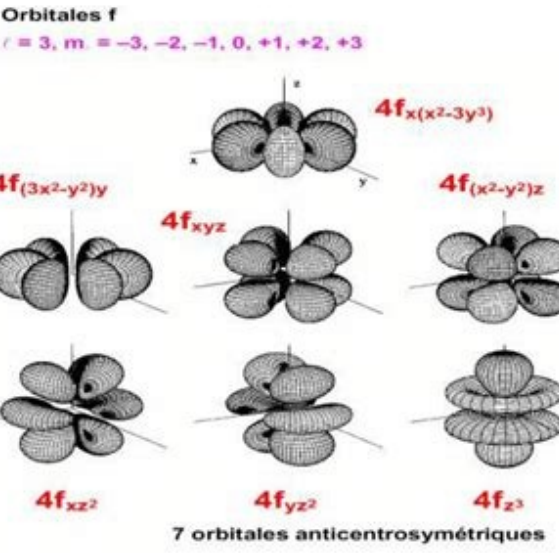 Orbitales f
ℓ = 3, m = –3, –2, –1, 0, +1, +2, +3
z
4fx(x²-3y³)
x
y
4f(3x²-y²)y
4fxyz
4f(x²-y²)z
4fxz²
4fyz²
4fz³
7 orbitales anticentrosymétriques